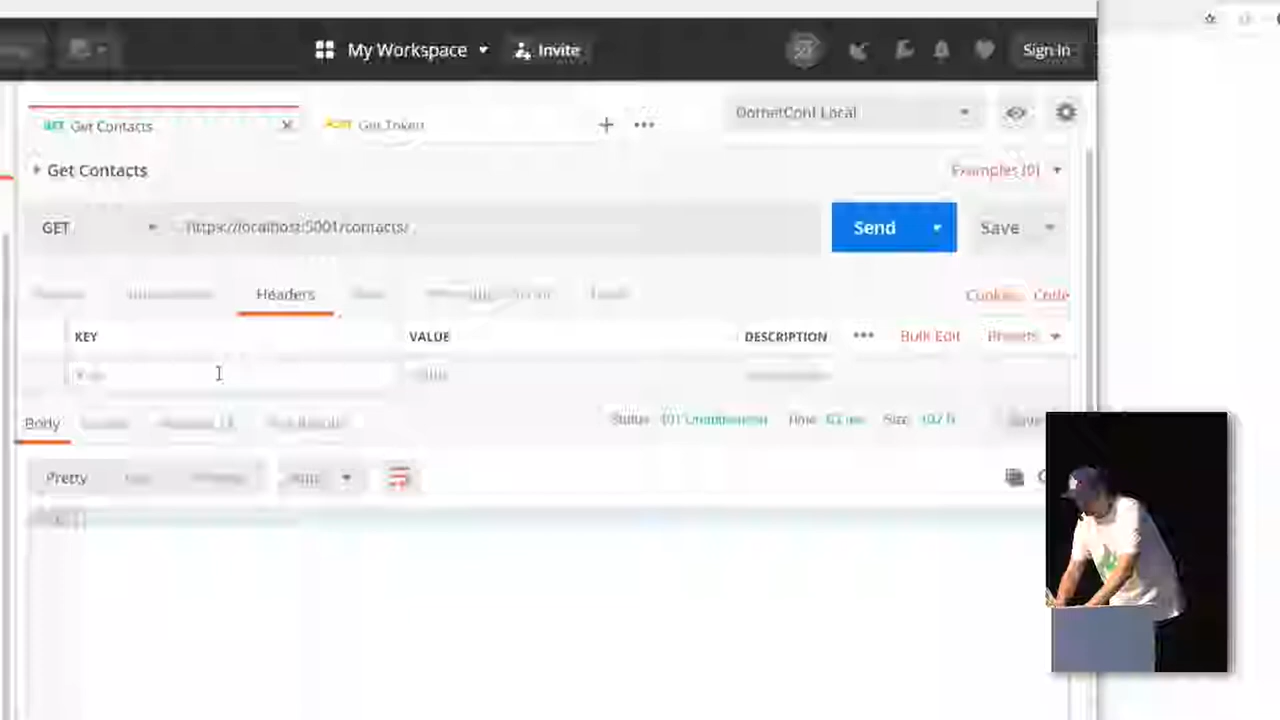 My Workspace
Invite
Sign In
GET Get Contacts
POST Get Token
DotnetConf Local
Get Contacts
Examples (0)
GET
https://localhost:5001/contacts/
Send
Save
Headers
Cookies
Code
KEY
VALUE
DESCRIPTION
Bulk Edit
Presets
Body
Status: 401 Unauthorized
Time:
Size:
Pretty